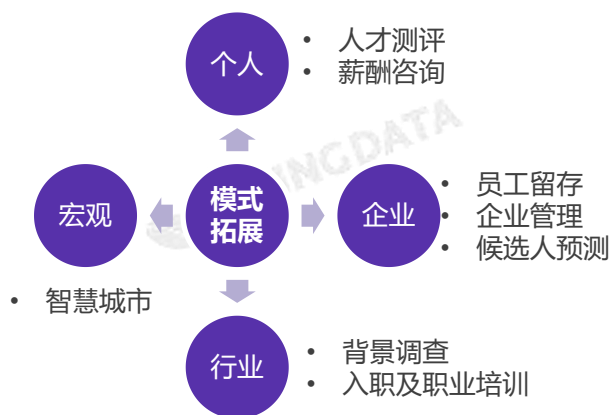 个人
• 人才测评
• 薪酬咨询
宏观
模式
拓展
企业
• 员工留存
• 企业管理
• 候选人预测
• 智慧城市
行业
• 背景调查
• 入职及职业培训